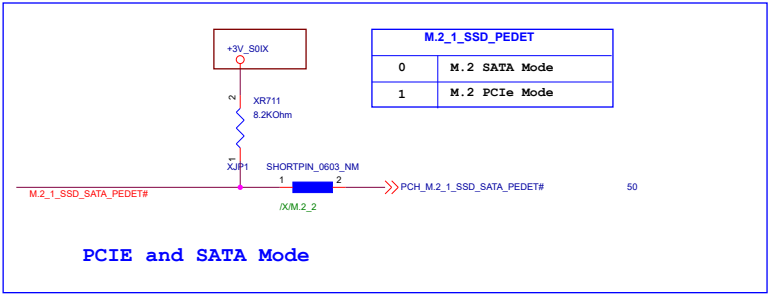 M.2_1_SSD_PEDET
0 M.2 SATA Mode
1 M.2 PCIe Mode
+3V_S0IX
2
XR711
8.2KOhm
1
XJP1 SHORTPIN_0603_NM
1 2
M.2_1_SSD_SATA_PEDET#
PCH_M.2_1_SSD_SATA_PEDET# 50
/X/M.2_2
PCIE and SATA Mode